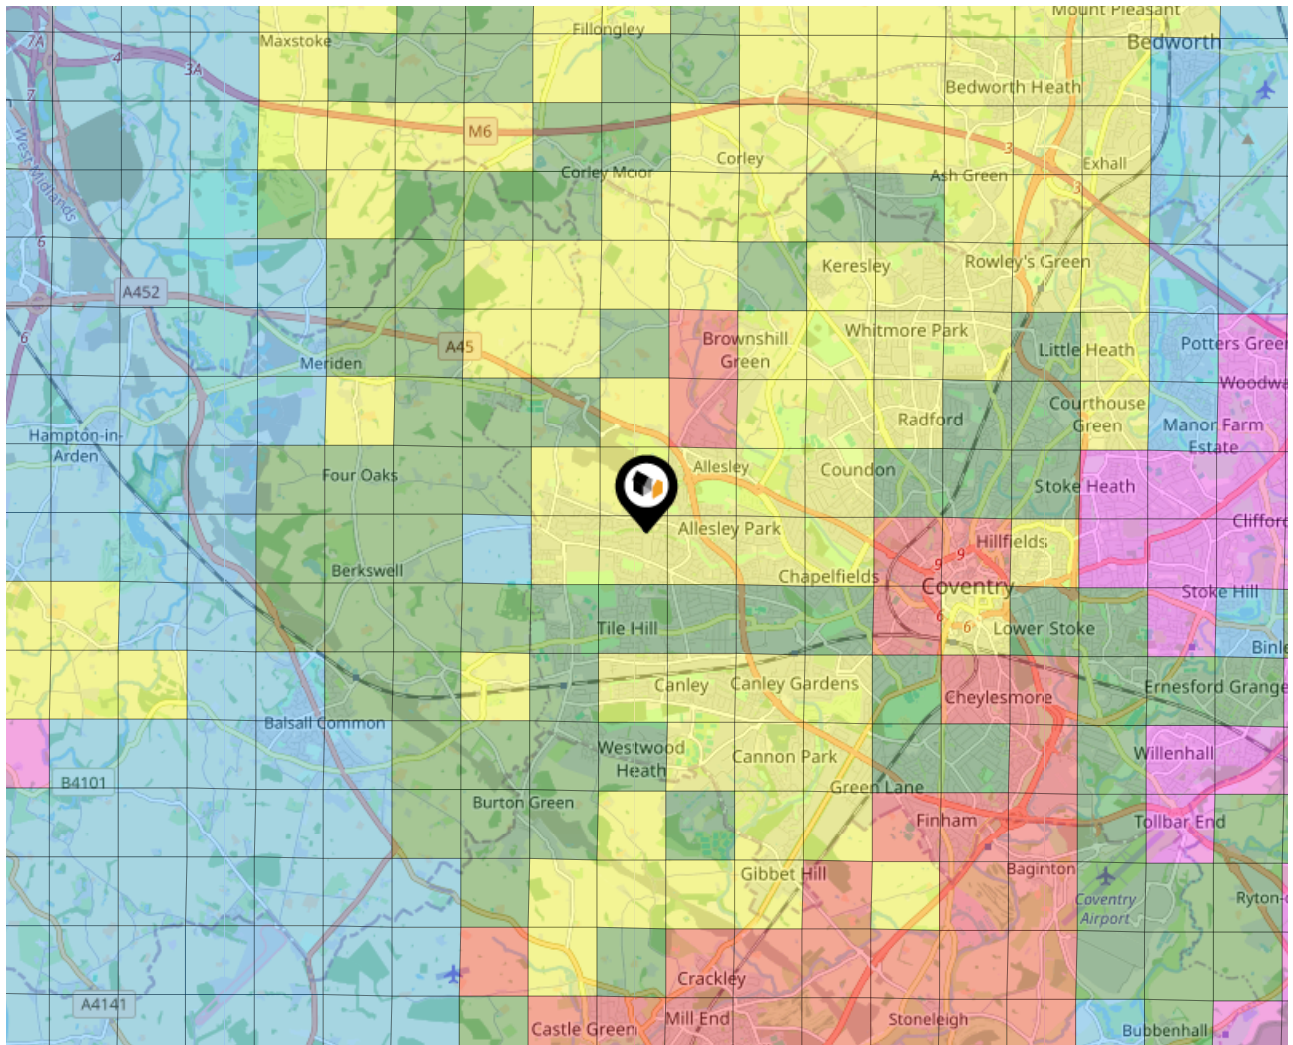 Mount Pleasant
Fillongley
Maxstoke
7A
Bedworth
4
3A
7
Bedworth Heath
M6
3
Corley
Exhall
West Midlands
Corley Moor
Ash Green
3
6
Keresley
Rowley's Green
A452
6
Whitmore Park
Brownshill
Green
A45
Little Heath
Potters Green
Meriden
Woodwa
Courthouse
Green
Radford
Manor Farm
Estate
Hampton-in-
Arden
Four Oaks
Allesley
Coundon
Stoke Heath
Clifford
Allesley Park
Hillfields
9
9
Berkswell
Chapelfields
Coventry
Stoke Hill
6
6
Tile Hill
Lower Stoke
Binle
Canley
Canley Gardens
Ernesford Grange
Cheylesmore
Balsall Common
Westwood
Heath
Cannon Park
Willenhall
B4101
Green Lane
Burton Green
Finham
Tollbar End
Gibbet Hill
Baginton
Coventry
Airport
Ryton-
Crackley
A4141
Mill End
Stoneleigh
Castle Green
Bubbenhall